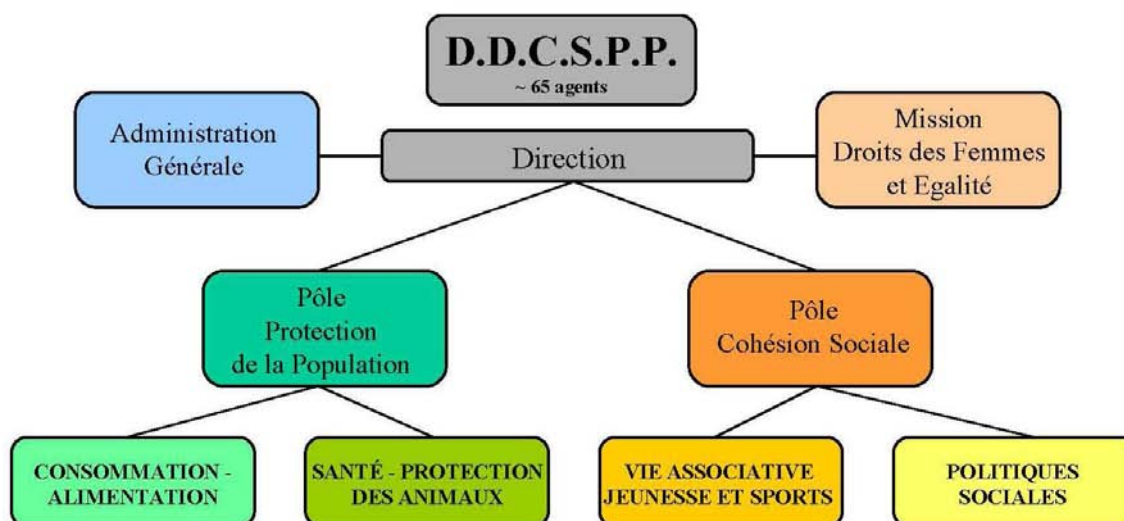 D.D.C.S.P.P.
~ 65 agents
Administration
Générale
Direction
Mission
Droits des Femmes
et Egalité
Pôle
Protection
de la Population
Pôle
Cohésion Sociale
CONSOMMATION -
ALIMENTATION
SANTÉ - PROTECTION
DES ANIMAUX
VIE ASSOCIATIVE
JEUNESSE ET SPORTS
POLITIQUES
SOCIALES